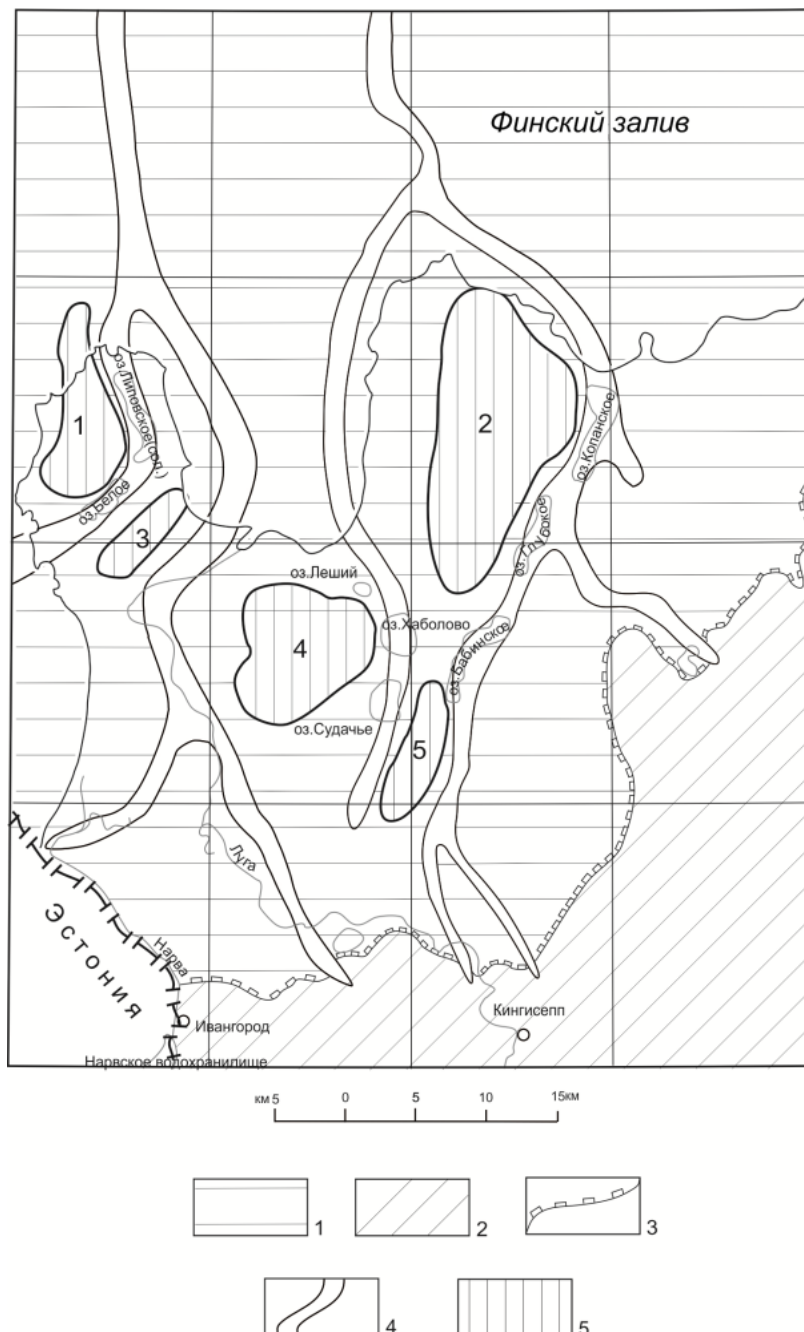 Финский залив
1
оз.Липовское(сол.)
2
оз.Копанское
оз.Белое
3
оз.Глубокое
оз.Леший
оз.Хаболово
4
оз.Бабинское
оз.Судачье
5
Луга
Эстония
Нарва
Ивангород
Кингисепп
Нарвское водохранилище
км 5 0 5 10 15км
1 2 3
4 5